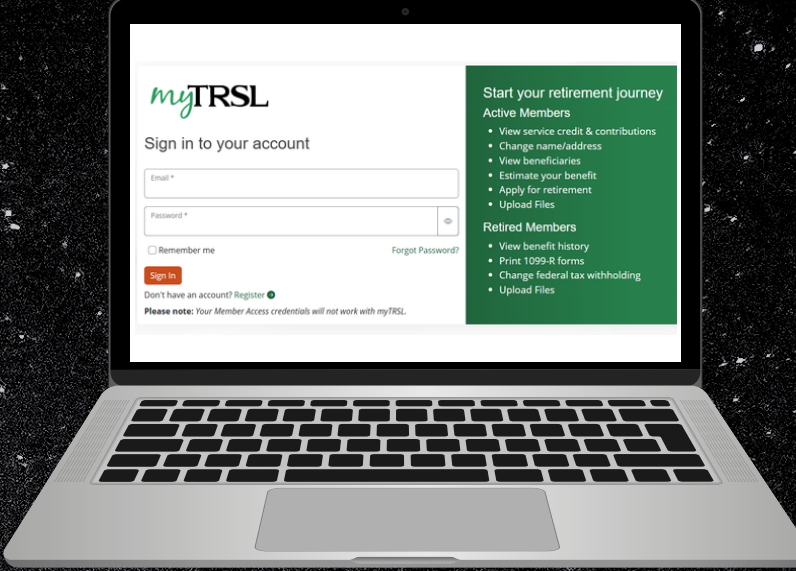 myTRSL
Sign in to your account
Email *
Password *
Remember me
Forgot Password?
Sign In
Don't have an account? Register
Please note: Your Member Access credentials will not work with myTRSL.
Start your retirement journey
Active Members
• View service credit & contributions
• Change name/address
• View beneficiaries
• Estimate your benefit
• Apply for retirement
• Upload Files
Retired Members
• View benefit history
• Print 1099-R forms
• Change federal tax withholding
• Upload Files